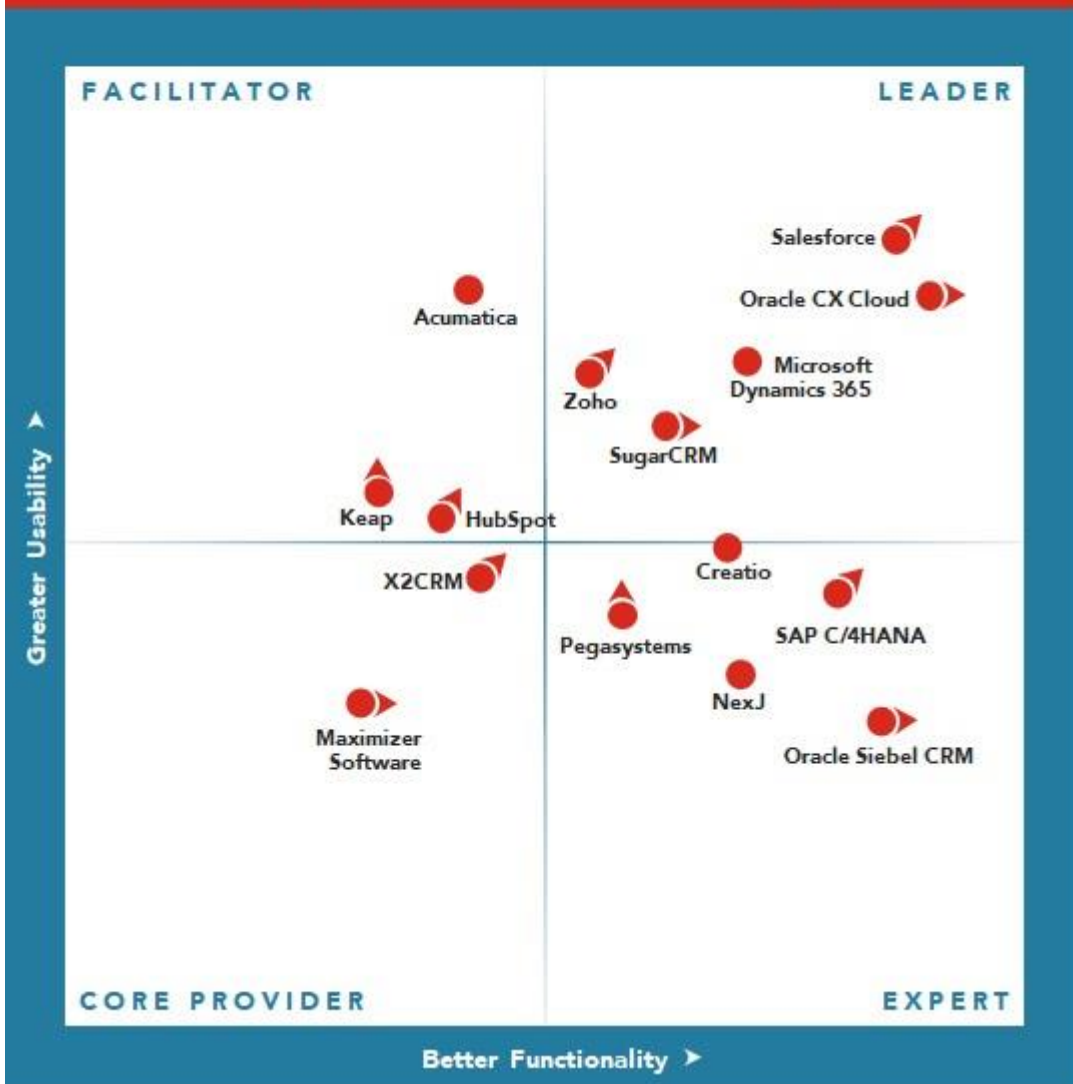 FACILITATOR
LEADER
Salesforce
Oracle CX Cloud
Acumatica
Microsoft
Dynamics 365
Zoho
SugarCRM
Keap
HubSpot
X2CRM
Creatio
SAP C/4HANA
Pegasystems
NexJ
Maximizer
Software
Oracle Siebel CRM
CORE PROVIDER
EXPERT
Greater Usability
Better Functionality